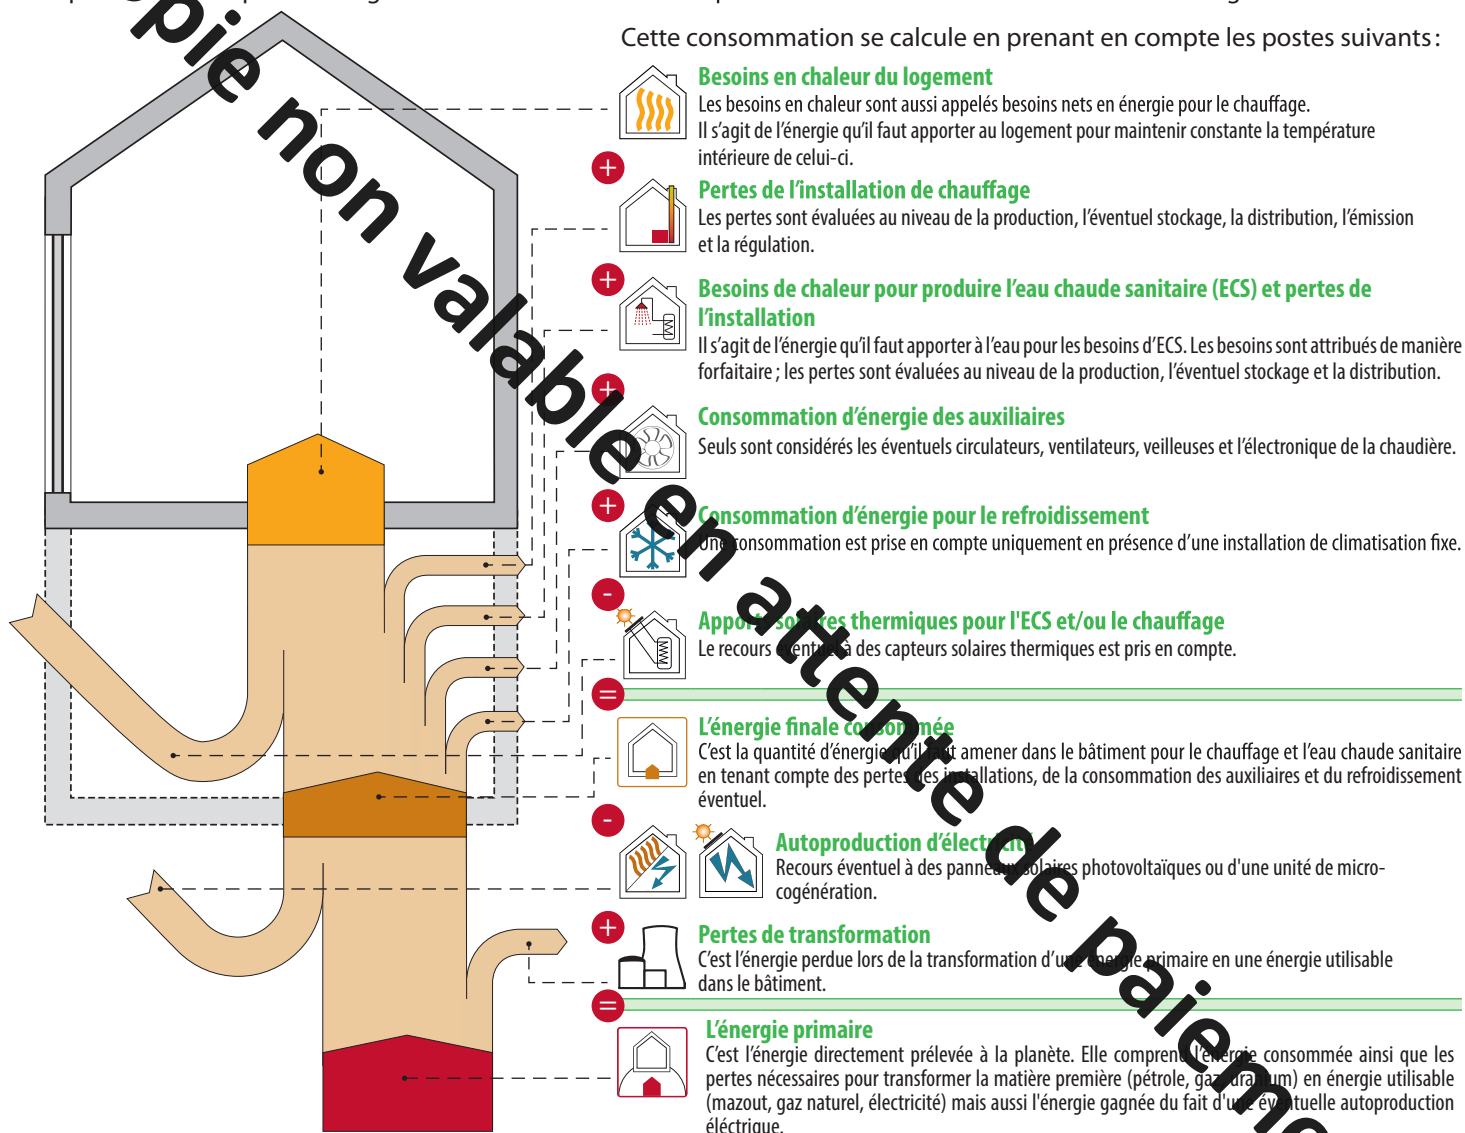 Cette consommation se calcule en prenant en compte les postes suivants :
Besoins en chaleur du logement
Les besoins en chaleur sont aussi appelés besoins nets en énergie pour le chauffage.
Il s'agit de l'énergie qu'il faut apporter au logement pour maintenir constante la température
intérieure de celui-ci.
+
Pertes de l'installation de chauffage
Les pertes sont évaluées au niveau de la production, l'éventuel stockage, la distribution, l'émission
et la régulation.
+
Besoins de chaleur pour produire l'eau chaude sanitaire (ECS) et pertes de
l'installation
Il s'agit de l'énergie qu'il faut apporter à l'eau pour les besoins d'ECS. Les besoins sont attribués de manière
forfaitaire ; les pertes sont évaluées au niveau de la production, l'éventuel stockage et la distribution.
+
Consommation d'énergie des auxiliaires
Seuls sont considérés les éventuels circulateurs, ventilateurs, veilleuses et l'électronique de la chaudière.
+
Consommation d'énergie pour le refroidissement
Une consommation est prise en compte uniquement en présence d'une installation de climatisation fixe.
-
Apports solaires thermiques pour l'ECS et/ou le chauffage
Le recours éventuel à des capteurs solaires thermiques est pris en compte.
=
L'énergie finale consommée
C'est la quantité d'énergie qu'il faut amener dans le bâtiment pour le chauffage et l'eau chaude sanitaire
en tenant compte des pertes des installations, de la consommation des auxiliaires et du refroidissement
éventuel.
-
Autoproduction d'électricité
Recours éventuel à des panneaux solaires photovoltaïques ou d'une unité de micro-
cogénération.
+
Pertes de transformation
C'est l'énergie perdue lors de la transformation d'une énergie primaire en une énergie utilisable
dans le bâtiment.
=
L'énergie primaire
C'est l'énergie directement prélevée à la planète. Elle comprend l'énergie consommée ainsi que les
pertes nécessaires pour transformer la matière première (pétrole, gaz, uranium) en énergie utilisable
(mazout, gaz naturel, électricité) mais aussi l'énergie gagnée du fait d'une éventuelle autoproduction
éléctrique.
non valable en attente de